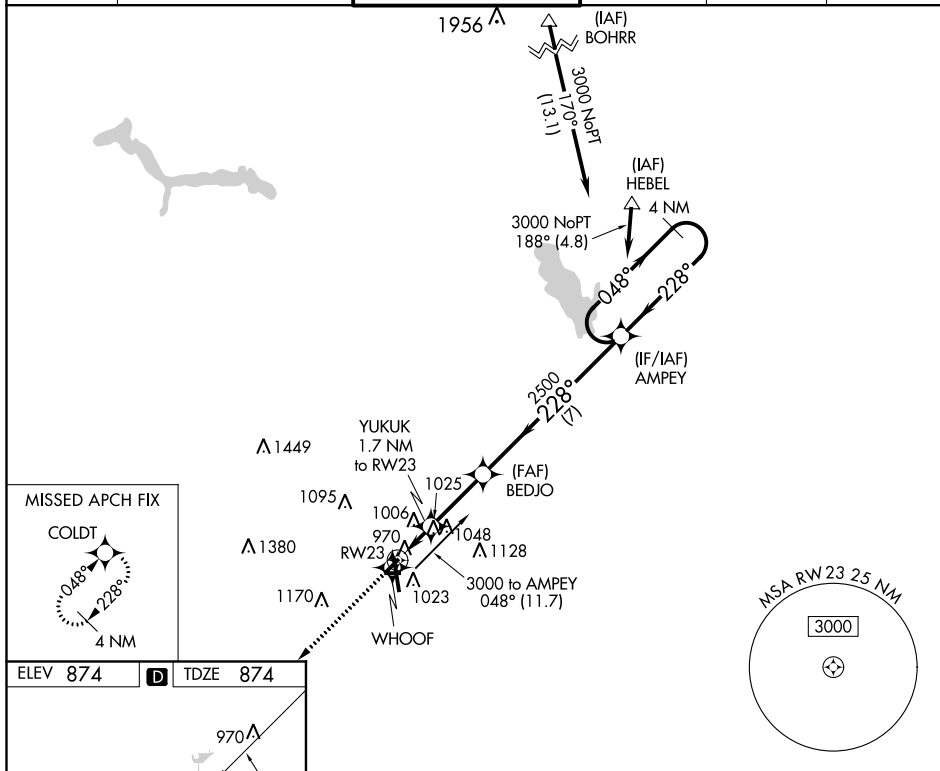 1956
(IAF)
BOHRR
3000 NoPT
170°
(13.1)
(IAF)
HEBEL
4 NM
3000 NoPT
188° (4.8)
048°
228°
(IF/IAF)
AMPEY
2500
228°
(7)
YUKUK
1.7 NM
to RW23
1449
(FAF)
BEDJO
1025
1095
1006
1048
970
1380
RW23
1128
3000 to AMPEY
048° (11.7)
1170
1023
WHOOF
MISSED APCH FIX
COLDT
048°
228°
4 NM
MSA RW23 25 NM
3000
ELEV 874
D
TDZE 874
970